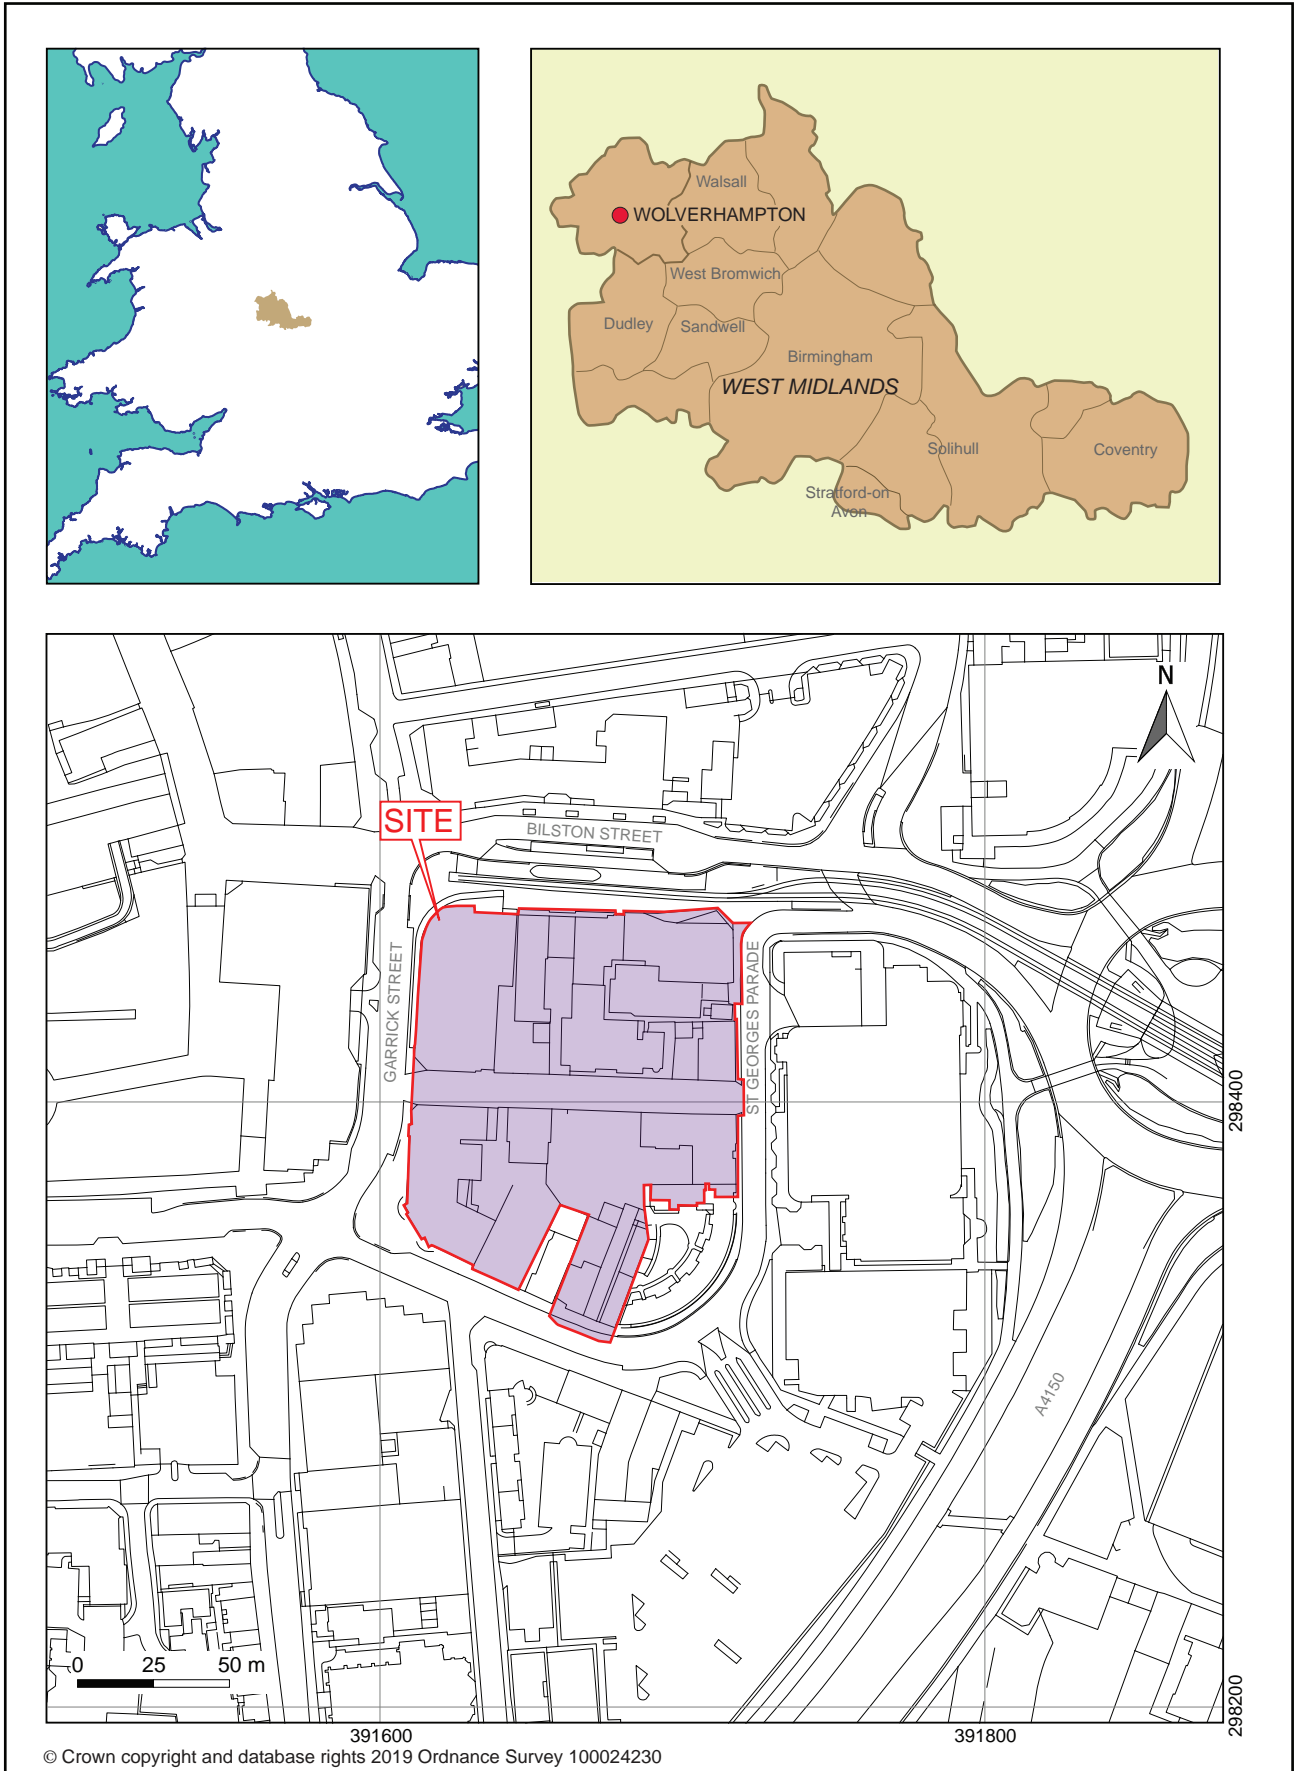 Walsall
WOLVERHAMPTON
West Bromwich
Dudley
Sandwell
Birmingham
WEST MIDLANDS
Solihull
Coventry
Stratford-on
Avon
N
SITE
BILSTON STREET
GARRICK STREET
ST GEORGES PARADE
298400
A4150
0 25 50 m
298200
391600
391800
© Crown copyright and database rights 2019 Ordnance Survey 100024230